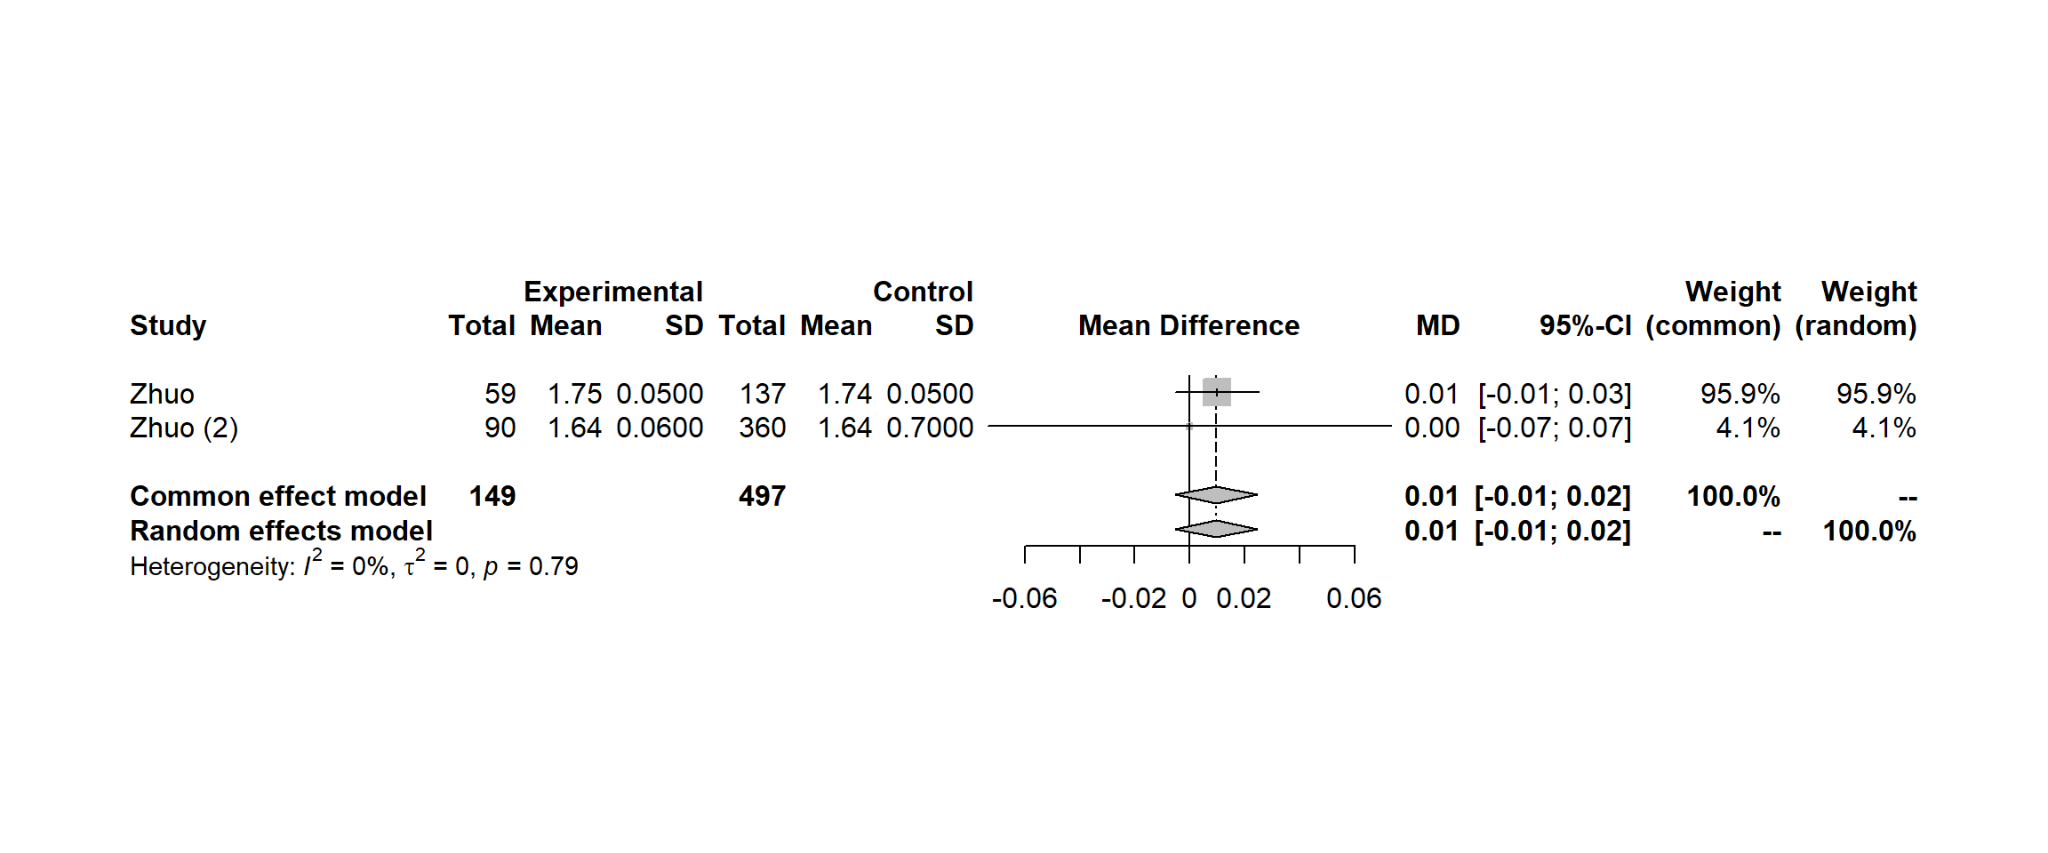 Experimental Control Weight Weight
Study Total Mean SD Total Mean SD Mean Difference MD 95%-CI (common) (random)
Zhuo 59 1.75 0.0500 137 1.74 0.0500 0.01 [-0.01; 0.03] 95.9% 95.9%
Zhuo (2) 90 1.64 0.0600 360 1.64 0.7000 0.00 [-0.07; 0.07] 4.1% 4.1%
Common effect model 149 497 0.01 [-0.01; 0.02] 100.0% --
Random effects model 0.01 [-0.01; 0.02] -- 100.0%
Heterogeneity: I² = 0%, τ² = 0, p = 0.79
-0.06 -0.02 0 0.02 0.06